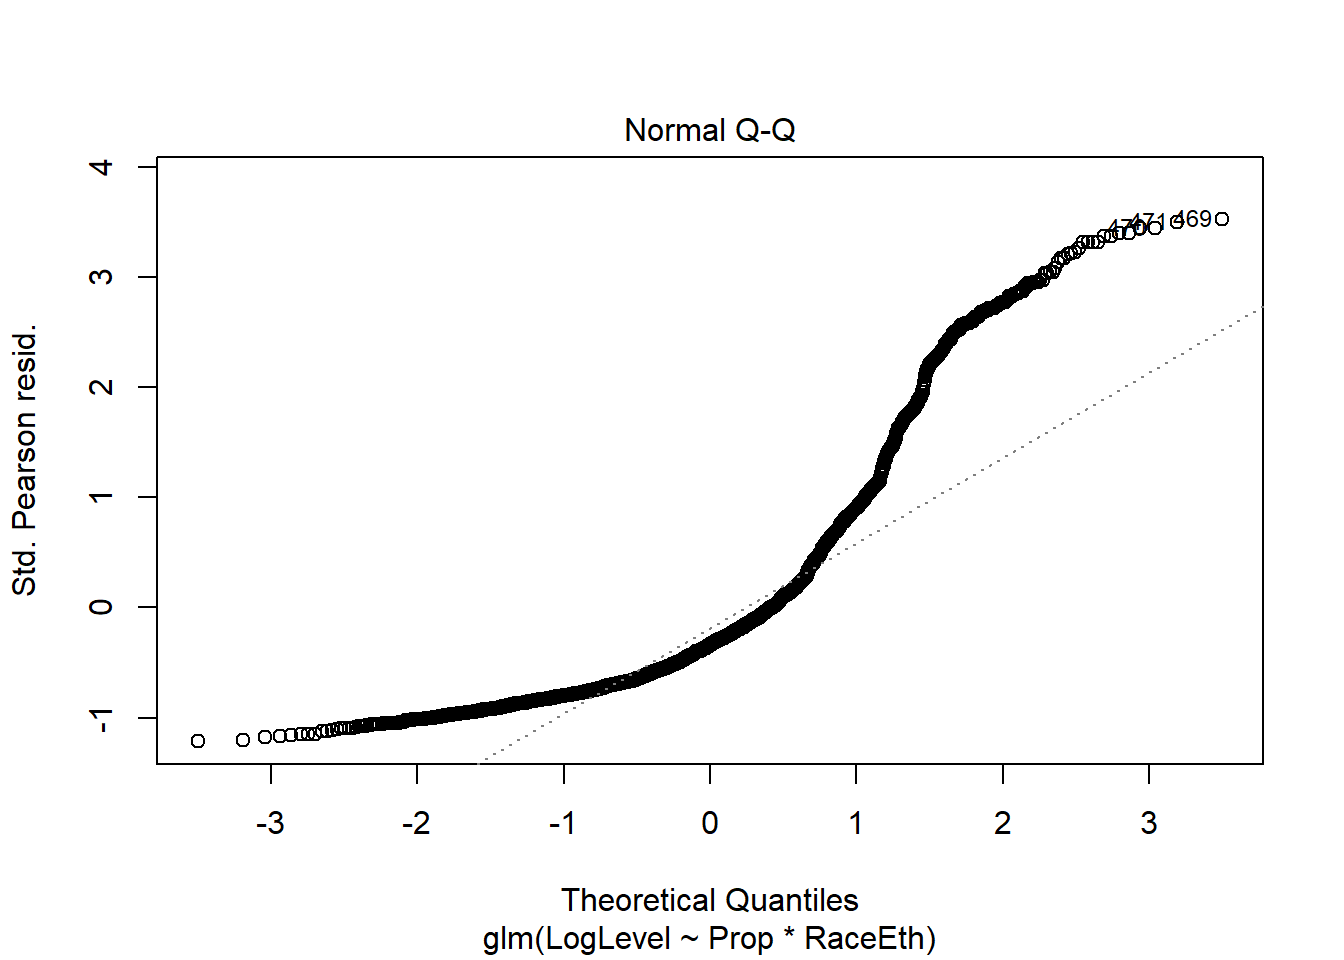 Normal Q-Q
Std. Pearson resid.
4
3
2
1
0
-1
471
469
-3 -2 -1 0 1 2 3
Theoretical Quantiles
glm(LogLevel ~ Prop * RaceEth)